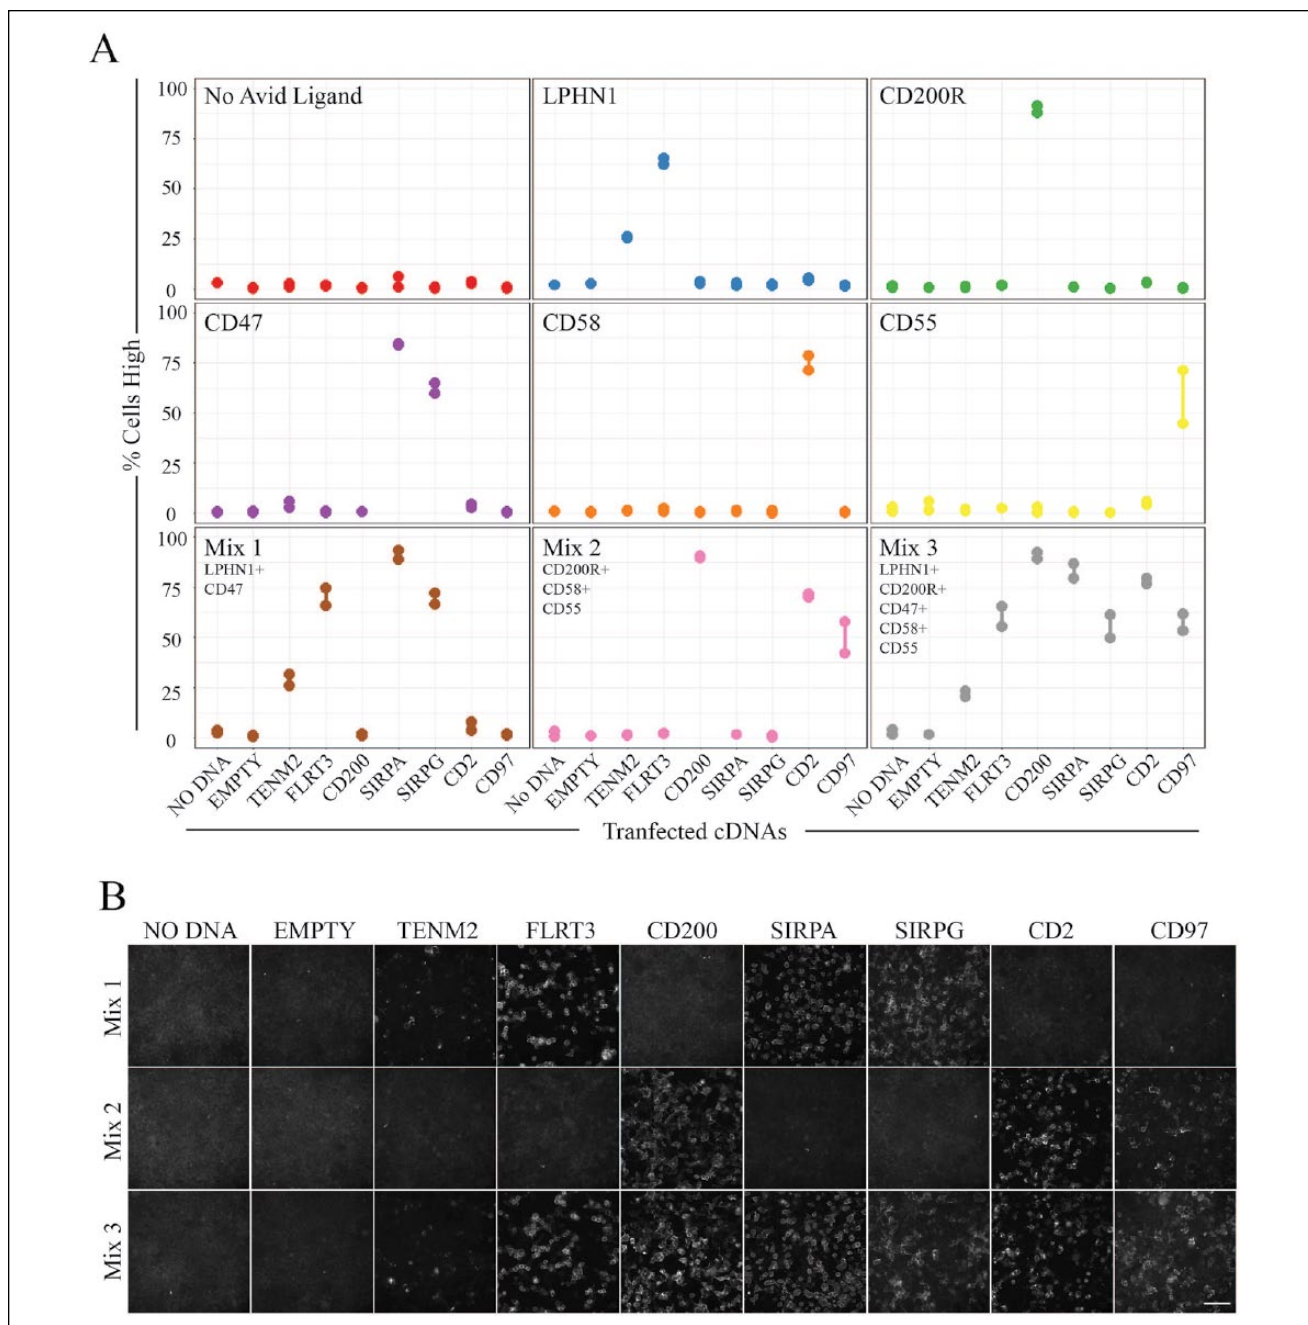 A
100
75
50
25
0
No Avid Ligand
LPHN1
CD200R
% Cells High
100
75
50
25
0
CD47
CD58
CD55
100
75
50
25
0
Mix 1
LPHN1+
CD47
Mix 2
CD200R+
CD58+
CD55
Mix 3
LPHN1+
CD200R+
CD47+
CD58+
CD55
NO DNA
EMPTY
TENM2
FLRT3
CD200
SIRPA
SIRPG
CD2
CD97
No DNA
EMPTY
TENM2
FLRT3
CD200
SIRPA
SIRPG
CD2
CD97
NO DNA
EMPTY
TENM2
FLRT3
CD200
SIRPA
SIRPG
CD2
CD97
Tranfected cDNAs
B
NO DNA EMPTY TENM2 FLRT3 CD200 SIRPA SIRPG CD2 CD97
Mix 1
Mix 2
Mix 3